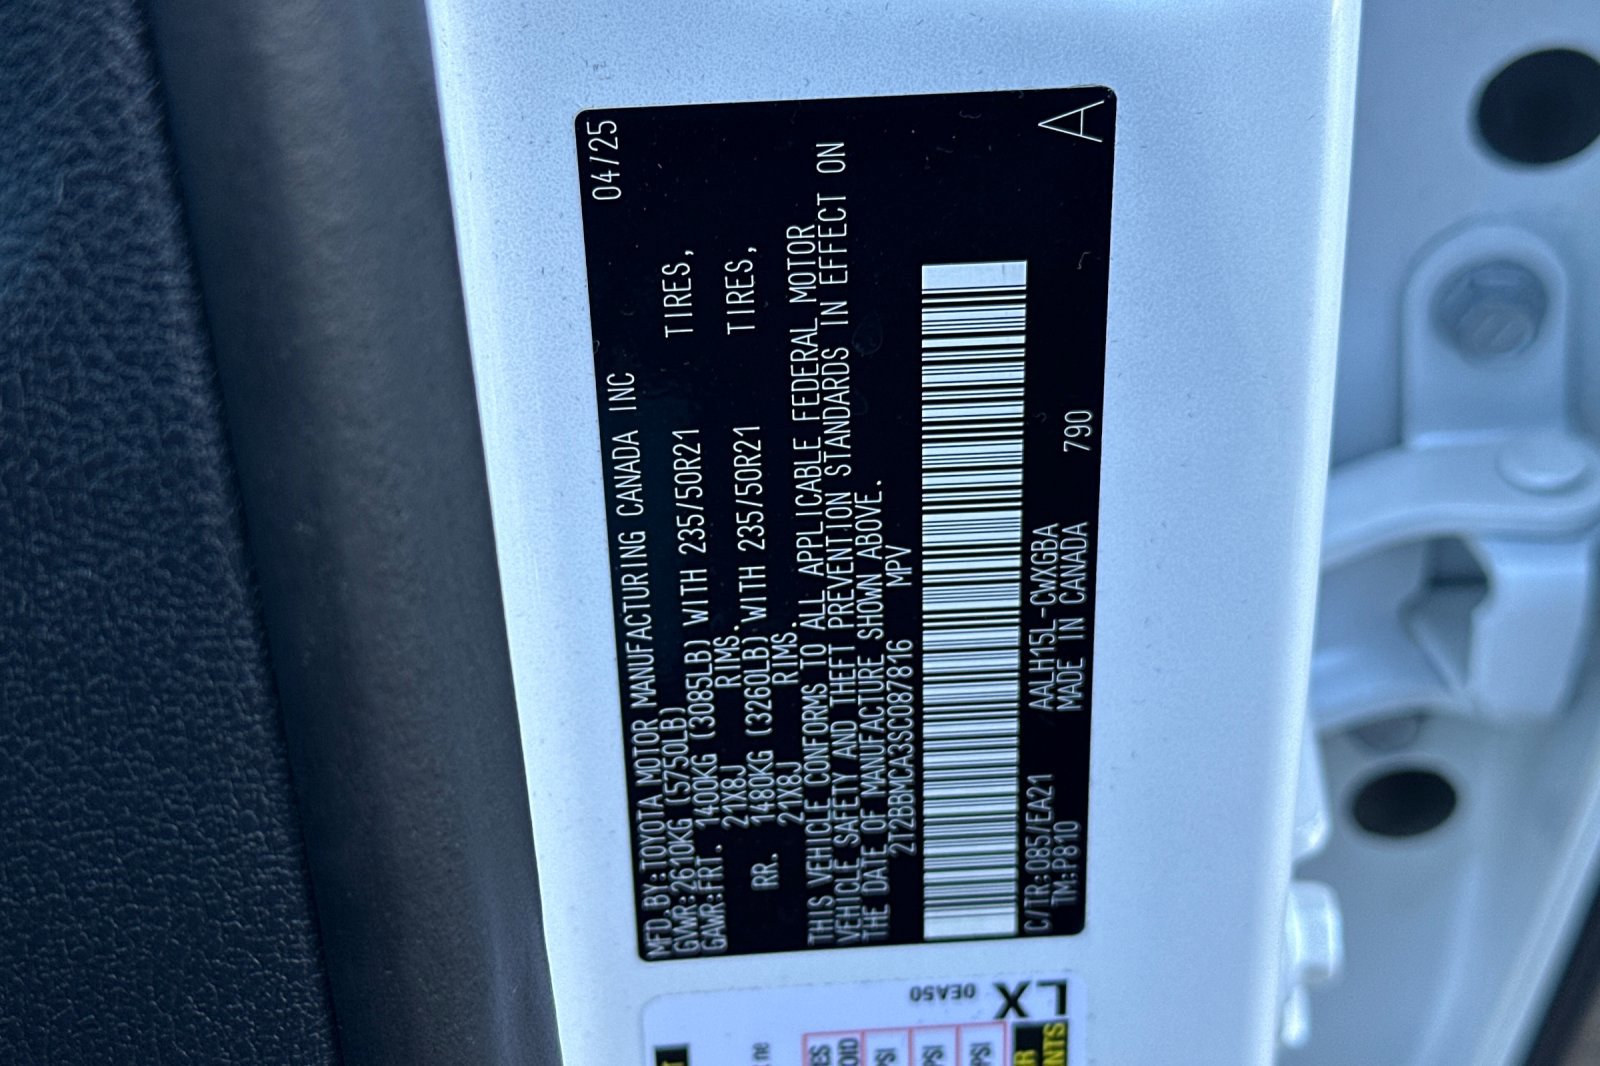 MFD.BY:TOYOTA MOTOR MANUFACTURING CANADA INC 04/25
GVWR:2610KG (5750LB)
GAWR:FRT. 1400KG (3085LB) WITH 235/50R21 TIRES,
21X8J RIMS.
RR. 1480KG (3260LB) WITH 235/50R21 TIRES,
21X8J RIMS.
THIS VEHICLE CONFORMS TO ALL APPLICABLE FEDERAL MOTOR
VEHICLE SAFETY AND THEFT PREVENTION STANDARDS IN EFFECT ON
THE DATE OF MANUFACTURE SHOWN ABOVE.
2T2BBMCA3SC087816 MPV
C/TR:085/EA21 AALH15L-CWXGBA 790
TM:P810 MADE IN CANADA
A
0EA50
LX
PSI
PSI
PSI